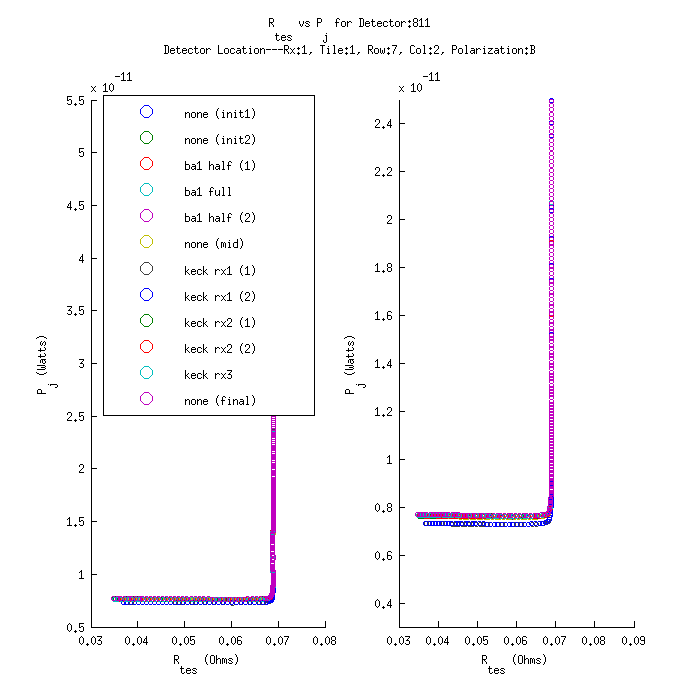 R_tes vs P_j for Detector:811
Detector Location---Rx:1, Tile:1, Row:7, Col:2, Polarization:B
x 10^-11
5.5
5
4.5
4
3.5
3
2.5
2
1.5
1
0.5
P_j (Watts)
none (init1)
none (init2)
ba1 half (1)
ba1 full
ba1 half (2)
none (mid)
keck rx1 (1)
keck rx1 (2)
keck rx2 (1)
keck rx2 (2)
keck rx3
none (final)
0.03 0.04 0.05 0.06 0.07 0.08
R_tes (Ohms)
x 10^-11
2.4
2.2
2
1.8
1.6
1.4
1.2
1
0.8
0.6
0.4
P_j (Watts)
0.03 0.04 0.05 0.06 0.07 0.08 0.09
R_tes (Ohms)